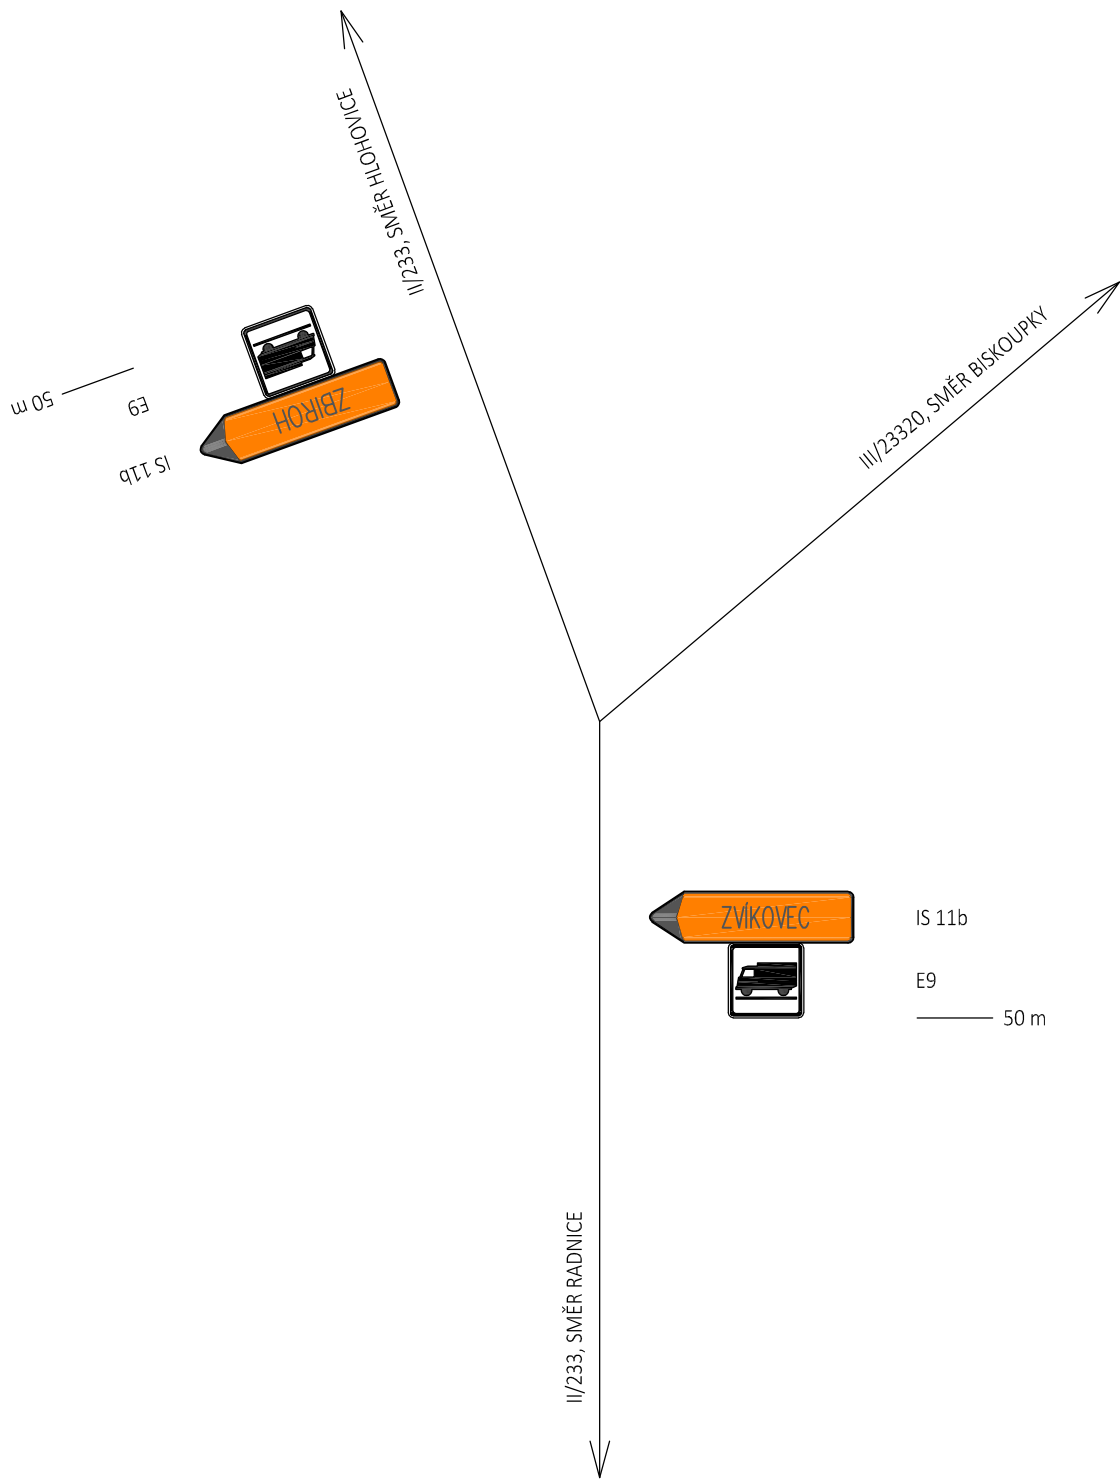 II/233, SMĚR HLOHOVICE
III/23320, SMĚR BISKOUPKY
ZBIROH
50 m
E9
IS 11b
ZVÍKOVEC
IS 11b
E9
50 m
II/233, SMĚR RADNICE